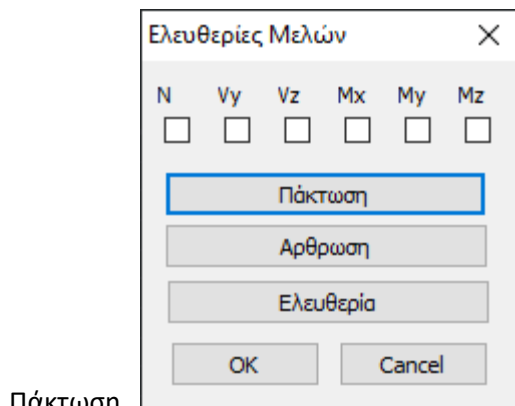 Ελευθερίες Μελών
N Vy Vz Mx My Mz
Πάκτωση
Αρθρωση
Ελευθερία
OK Cancel
Πάκτωση